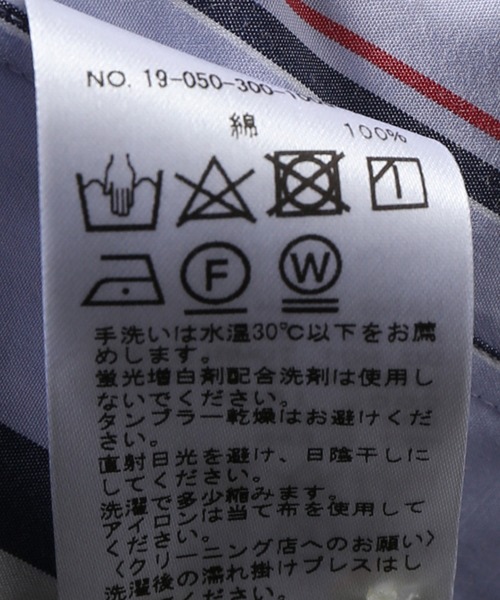 NO. 19-050-300-
綿 100%
F W
手洗いは水温30℃以下をお薦
めします。
蛍光増白剤配合洗剤は使用し
ないでください。
タンブラー乾燥はお避けくだ
さい。
直射日光を避け、日陰干しに
してください。
洗濯で多少縮みます。
アイロンは当て布を使用して
ください。
〈クリーニング店へのお願い〉
洗濯後の濡れ掛けプレスはし
ください。